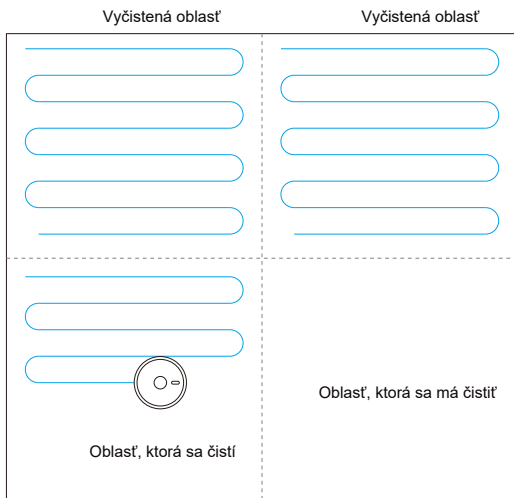 Vyčistená oblasť
Vyčistená oblasť
Oblasť, ktorá sa má čistiť
Oblasť, ktorá sa čistí